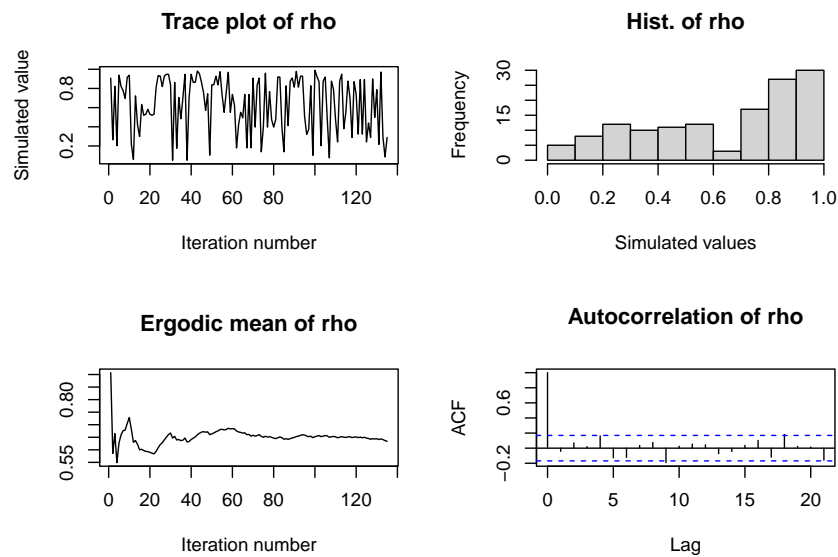 Trace plot of rho
Simulated value
0.2 0.8
0 20 40 60 80 120
Iteration number
Hist. of rho
Frequency
0 15 30
0.0 0.2 0.4 0.6 0.8 1.0
Simulated values
Ergodic mean of rho
0.55 0.80
0 20 40 60 80 120
Iteration number
Autocorrelation of rho
ACF
−0.2 0.6
0 5 10 15 20
Lag